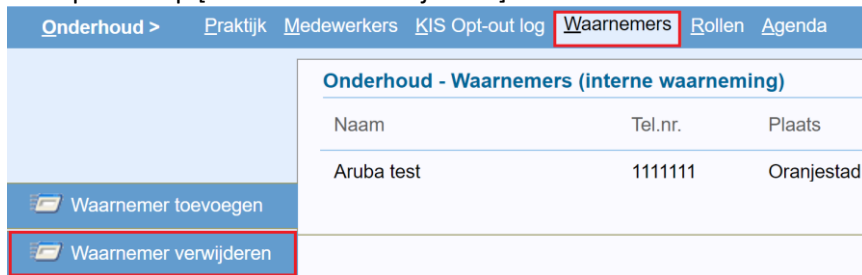 Onderhoud > Praktijk Medewerkers KIS Opt-out log Waarnemers Rollen Agenda
Onderhoud - Waarnemers (interne waarneming)
Naam Tel.nr. Plaats
Aruba test 1111111 Oranjestad
Waarnemer toevoegen
Waarnemer verwijderen